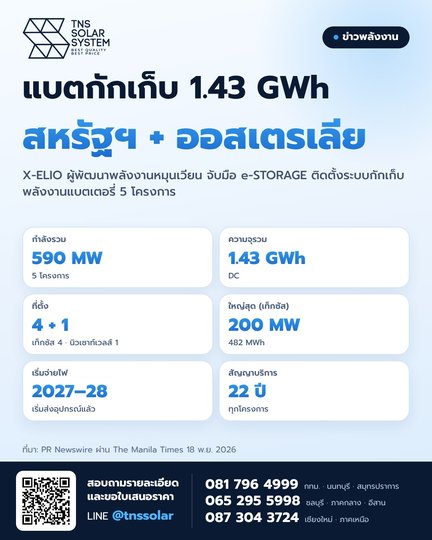 TNS
SOLAR
SYSTEM
BEST QUALITY
BEST PRICE
ข่าวพลังงาน
แบตกักเก็บ 1.43 GWh
สหรัฐฯ + ออสเตรเลีย
X-ELIO ผู้พัฒนาพลังงานหมุนเวียน จับมือ e-STORAGE ติดตั้งระบบกักเก็บ
พลังงานแบตเตอรี่ 5 โครงการ
กำลังรวม
590 MW
5 โครงการ
ความจุรวม
1.43 GWh
DC
ที่ตั้ง
4 + 1
เท็กซัส 4 · นิวเซาท์เวลส์ 1
ใหญ่สุด (เท็กซัส)
200 MW
482 MWh
เริ่มจ่ายไฟ
2027–28
เริ่มส่งอุปกรณ์แล้ว
สัญญาบริการ
22 ปี
ทุกโครงการ
ที่มา: PR Newswire ผ่าน The Manila Times 18 พ.ย. 2026
สอบถามรายละเอียด
และขอใบเสนอราคา
LINE @tnssolar
081 796 4999 กทม. · นนทบุรี · สมุทรปราการ
065 295 5998 ชลบุรี · ภาคกลาง · อีสาน
087 304 3724 เชียงใหม่ · ภาคเหนือ